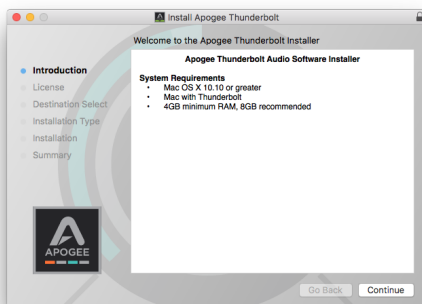 Install Apogee Thunderbolt
Welcome to the Apogee Thunderbolt Installer
Introduction
License
Destination Select
Installation Type
Installation
Summary
Apogee Thunderbolt Audio Software Installer
System Requirements
• Mac OS X 10.10 or greater
• Mac with Thunderbolt
• 4GB minimum RAM, 8GB recommended
APOGEE
Go Back
Continue